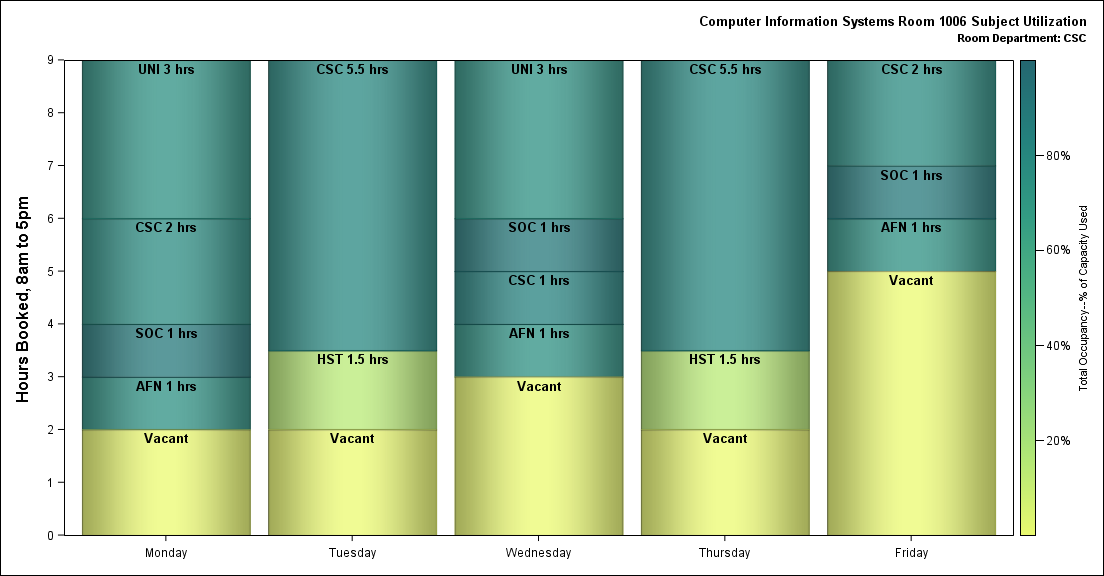 Computer Information Systems Room 1006 Subject Utilization
Room Department: CSC
Hours Booked, 8am to 5pm
9
8
7
6
5
4
3
2
1
0
UNI 3 hrs
CSC 2 hrs
SOC 1 hrs
AFN 1 hrs
Vacant
CSC 5.5 hrs
HST 1.5 hrs
Vacant
UNI 3 hrs
SOC 1 hrs
CSC 1 hrs
AFN 1 hrs
Vacant
CSC 5.5 hrs
HST 1.5 hrs
Vacant
CSC 2 hrs
SOC 1 hrs
AFN 1 hrs
Vacant
Monday
Tuesday
Wednesday
Thursday
Friday
80%
60%
40%
20%
Total Occupancy--% of Capacity Used